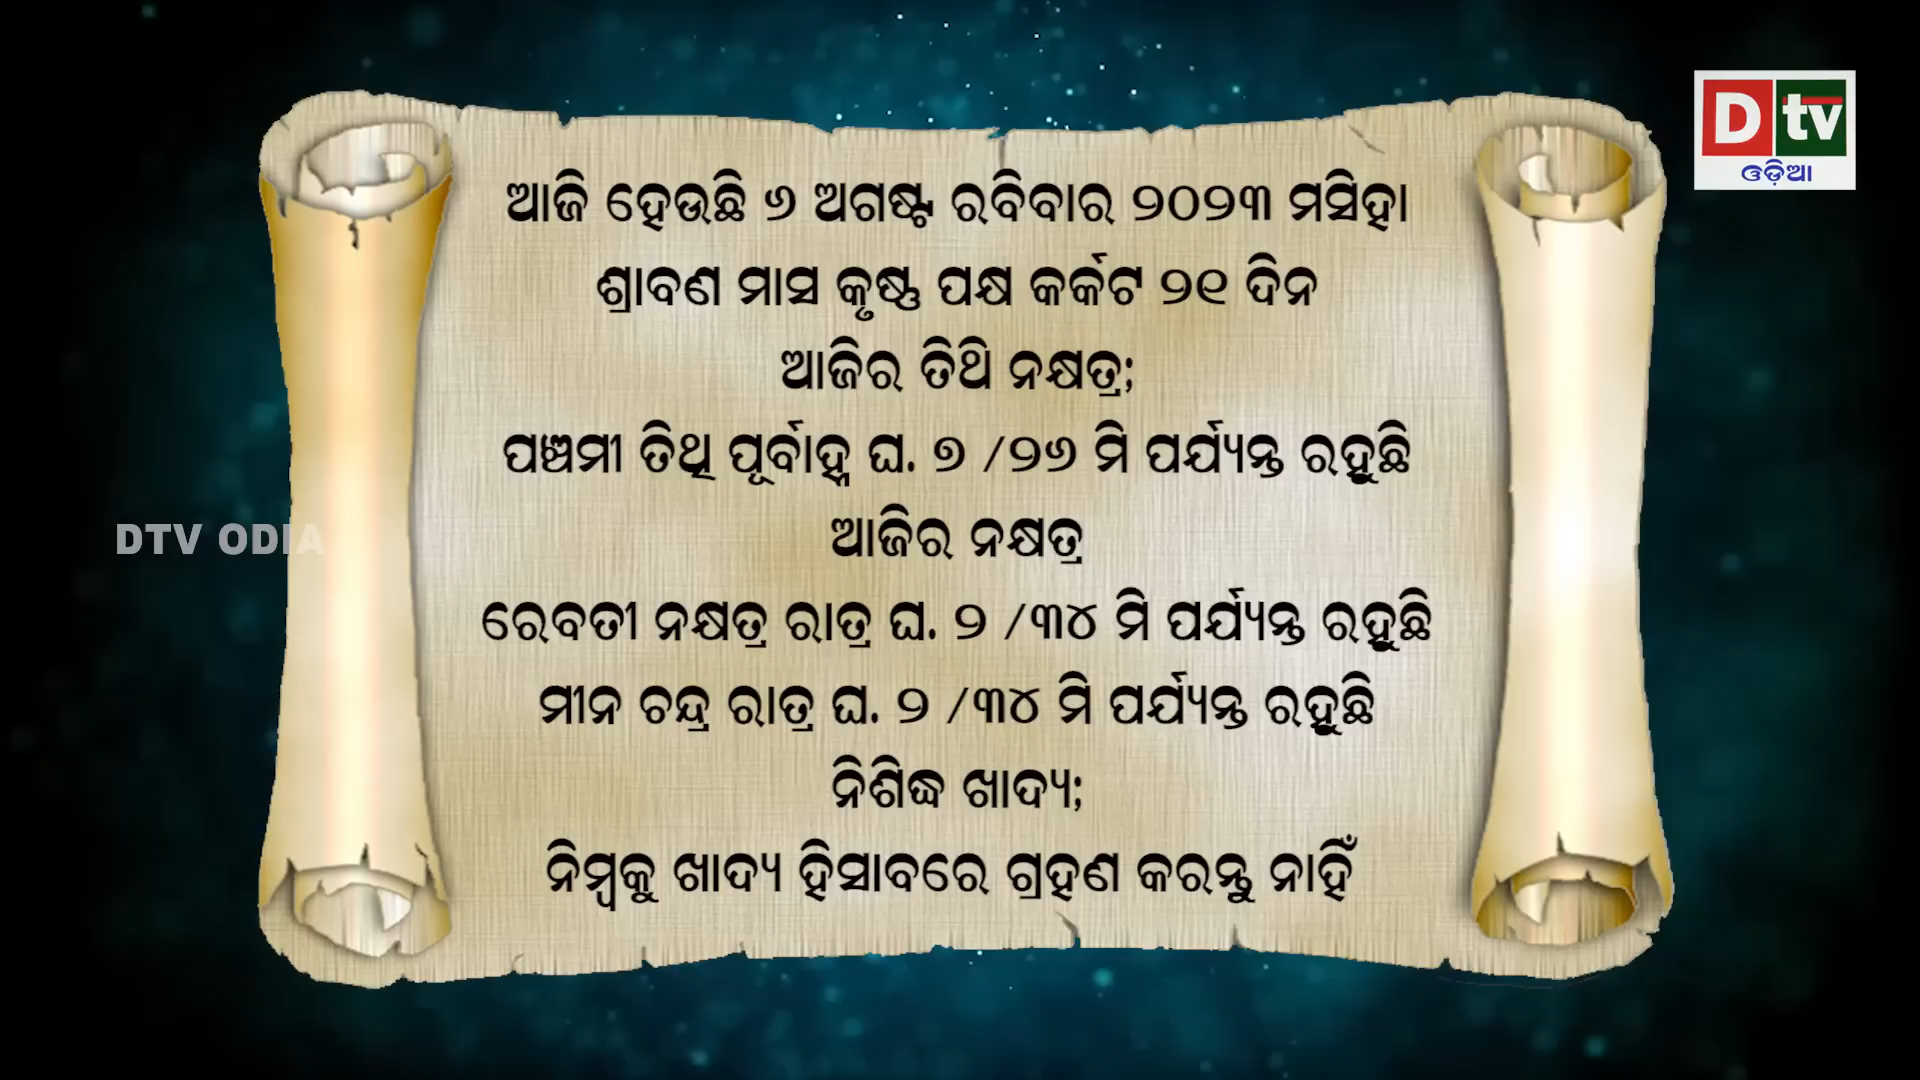 Dtv
ଓଡ଼ିଆ
ଆଜି ହେଉଛି ୬ ଅଗଷ୍ଟ ରବିବାର ୨୦୨୩ ମସିହା
ଶ୍ରାବଣ ମାସ କୃଷ୍ଣ ପକ୍ଷ କର୍କଟ ୨୧ ଦିନ
ଆଜିର ତିଥି ନକ୍ଷତ୍ର;
ପଞ୍ଚମୀ ତିଥି ପୂର୍ବାହ୍ନ ଘ. ୭ /୨୬ ମି ପର୍ଯ୍ୟନ୍ତ ରହୁଛି
ଆଜିର ନକ୍ଷତ୍ର
DTV ODIA
ରେବତୀ ନକ୍ଷତ୍ର ରାତ୍ର ଘ. ୨ /୩୪ ମି ପର୍ଯ୍ୟନ୍ତ ରହୁଛି
ମୀନ ଚନ୍ଦ୍ର ରାତ୍ର ଘ. ୨ /୩୪ ମି ପର୍ଯ୍ୟନ୍ତ ରହୁଛି
ନିଶିଦ୍ଧ ଖାଦ୍ୟ;
ନିମ୍ବକୁ ଖାଦ୍ୟ ହିସାବରେ ଗ୍ରହଣ କରନ୍ତୁ ନାହିଁ